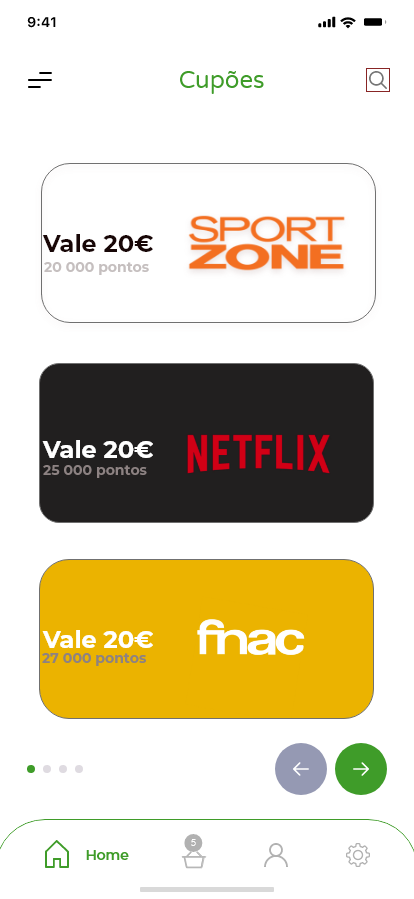 9:41
Cupões
Vale 20€
20 000 pontos
SPORT
ZONE
Vale 20€
25 000 pontos
NETFLIX
Vale 20€
27 000 pontos
fnac
5
Home